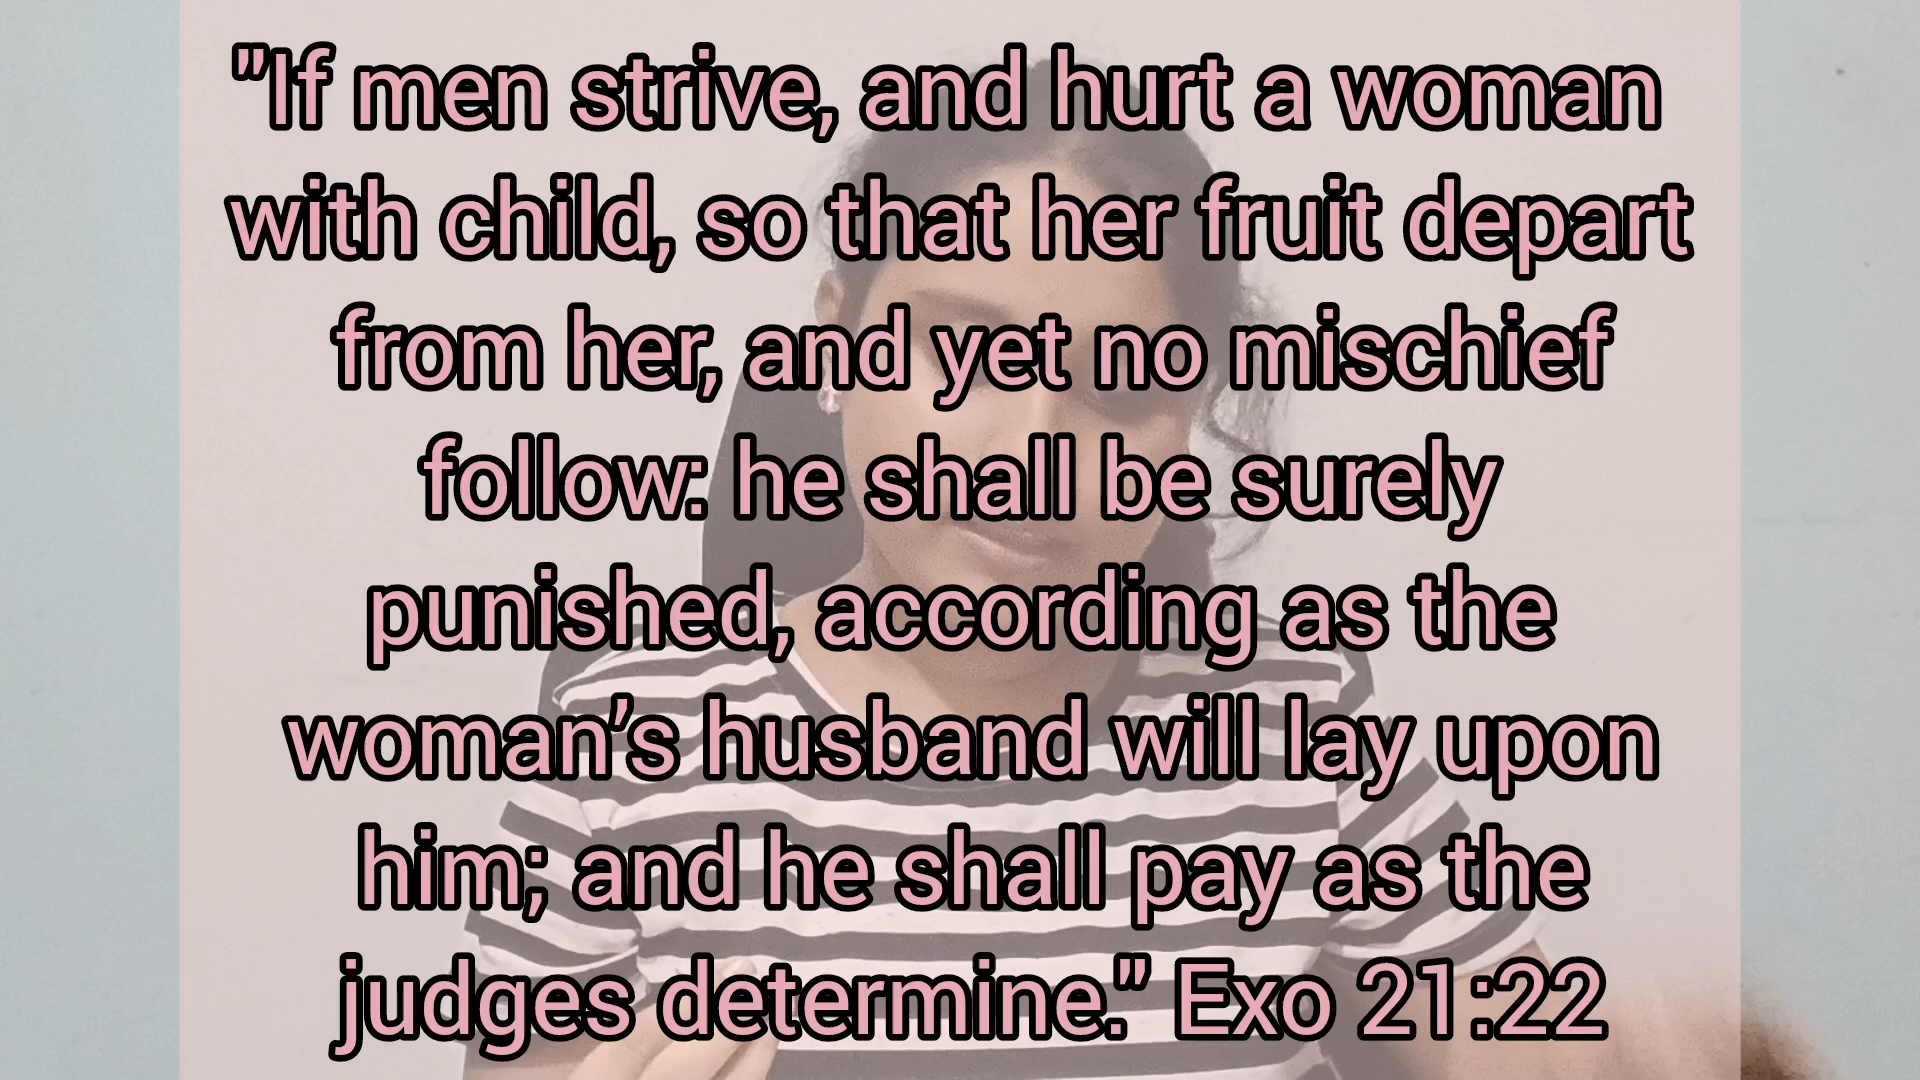 "If men strive, and hurt a woman
with child, so that her fruit depart
from her, and yet no mischief
follow: he shall be surely
punished, according as the
woman’s husband will lay upon
him; and he shall pay as the
judges determine." Exo 21:22